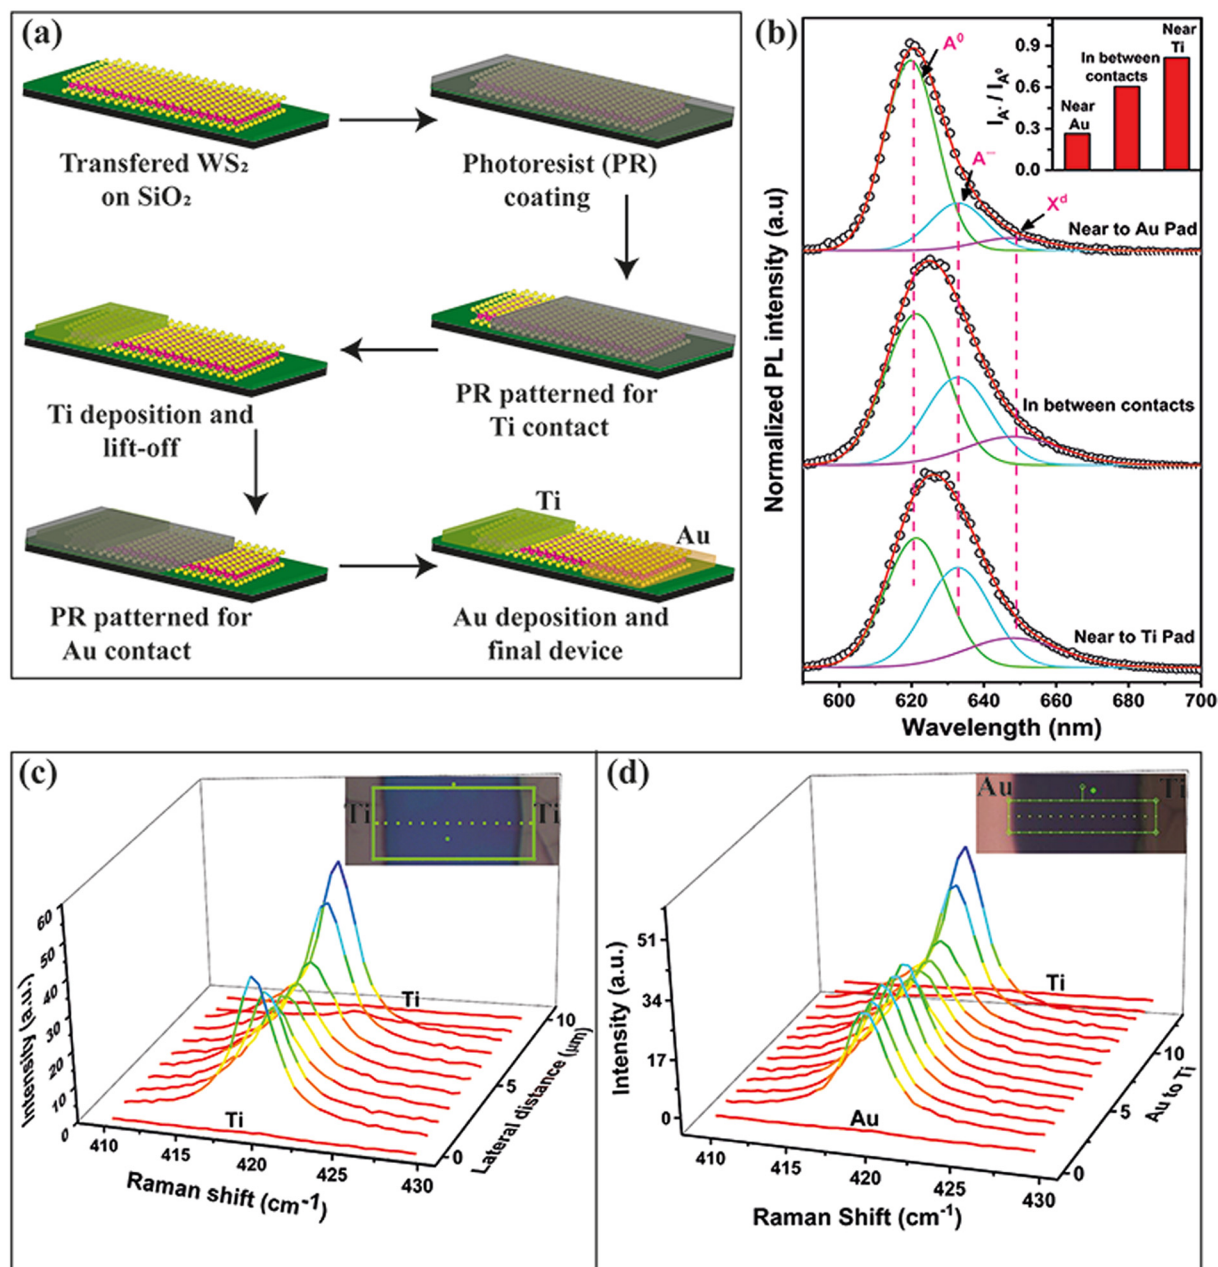 (a)
Transfered WS₂
on SiO₂
Photoresist (PR)
coating
Ti deposition and
lift-off
PR patterned for
Ti contact
Ti
Au
PR patterned for
Au contact
Au deposition and
final device
(b)
Normalized PL intensity (a.u)
A⁰
A⁻
Xᵈ
Near to Au Pad
In between contacts
Near to Ti Pad
600 620 640 660 680 700
Wavelength (nm)
I_A⁻ / I_A⁰
0.9
0.6
0.3
0.0
Near
Au
In between
contacts
Near
Ti
(c)
Ti
Ti
Intensity (a.u.)
60
50
40
30
20
10
0
Ti
Ti
410 415 420 425 430
Raman shift (cm⁻¹)
0
5
10
Lateral distance (μm)
(d)
Au
Ti
Intensity (a.u.)
51
34
17
0
Ti
Au
410 415 420 425 430
Raman Shift (cm⁻¹)
0
5
10
Au to Ti